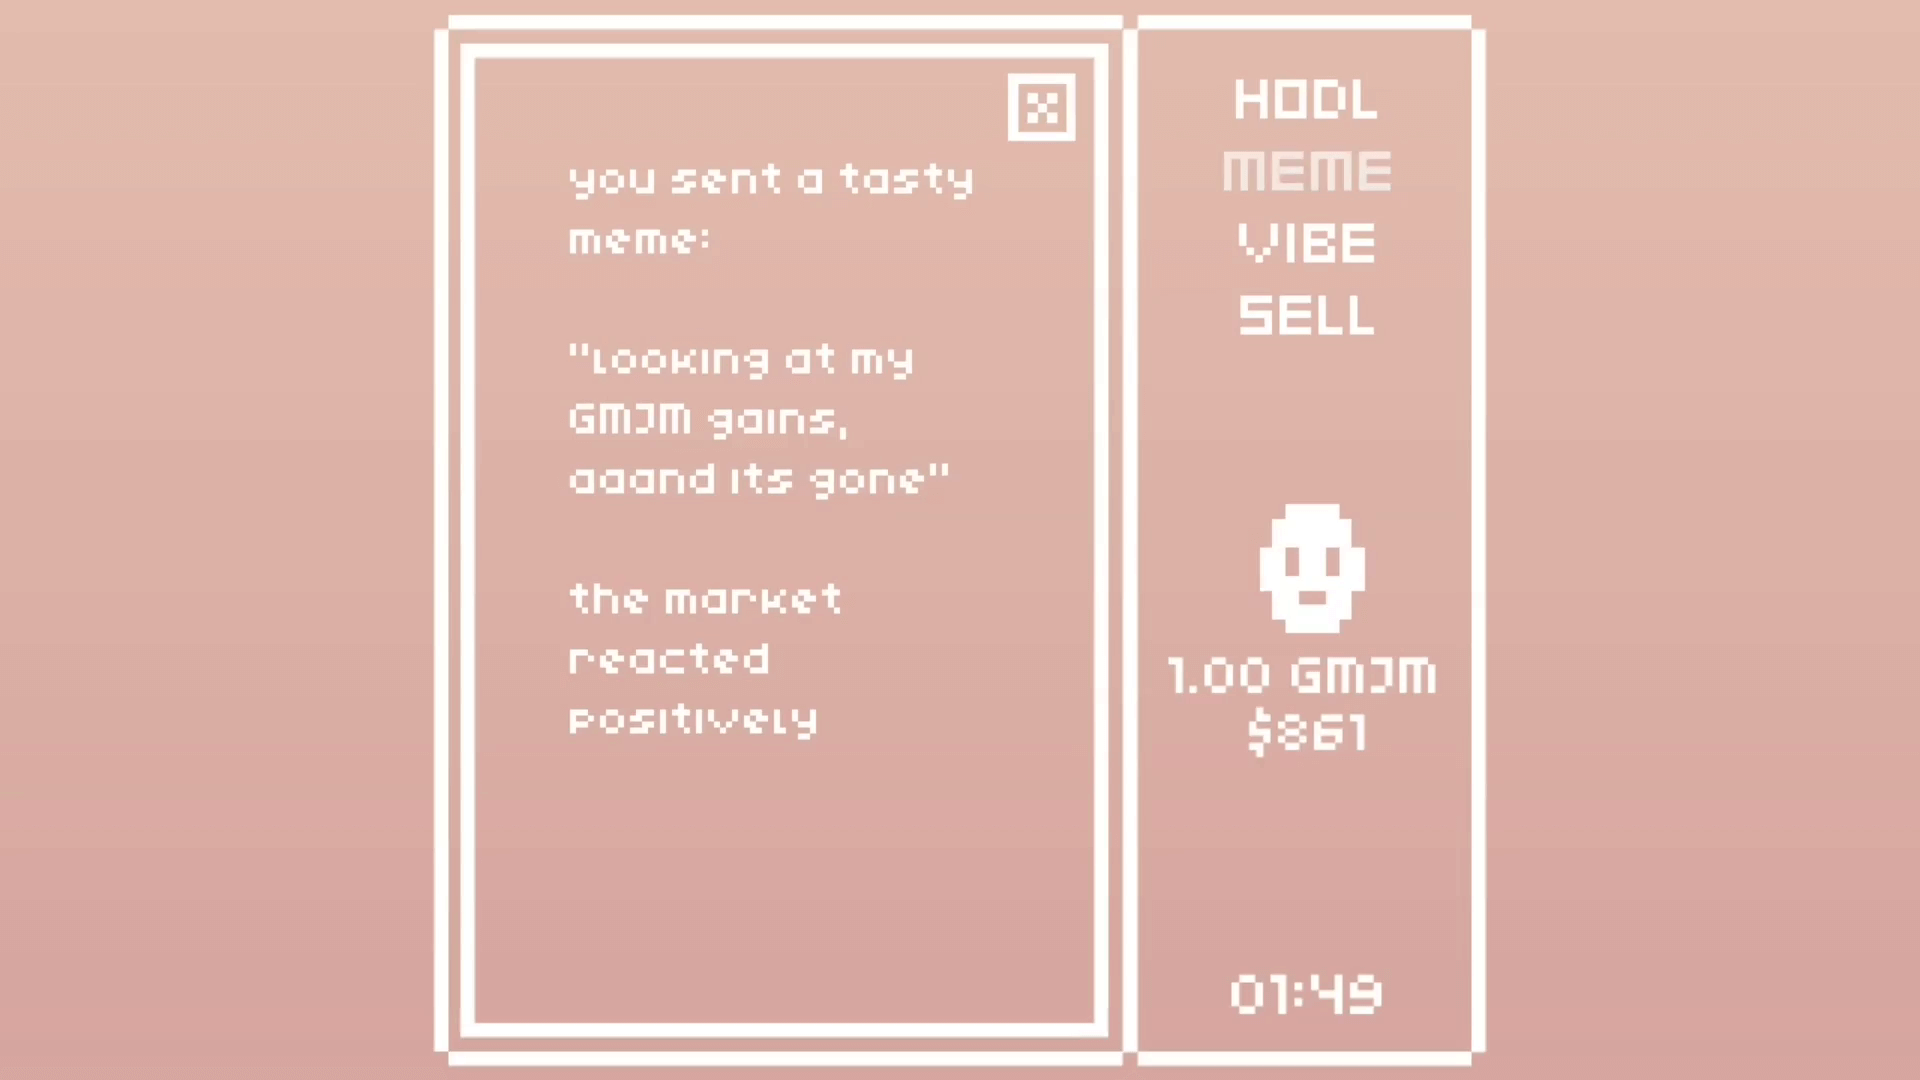 you sent a tasty
meme:
"looking at my
GMJM gains,
aaand its gone"
the market
reacted
positively
HODL
MEME
VIBE
SELL
1.00 GMJM
$861
01:49